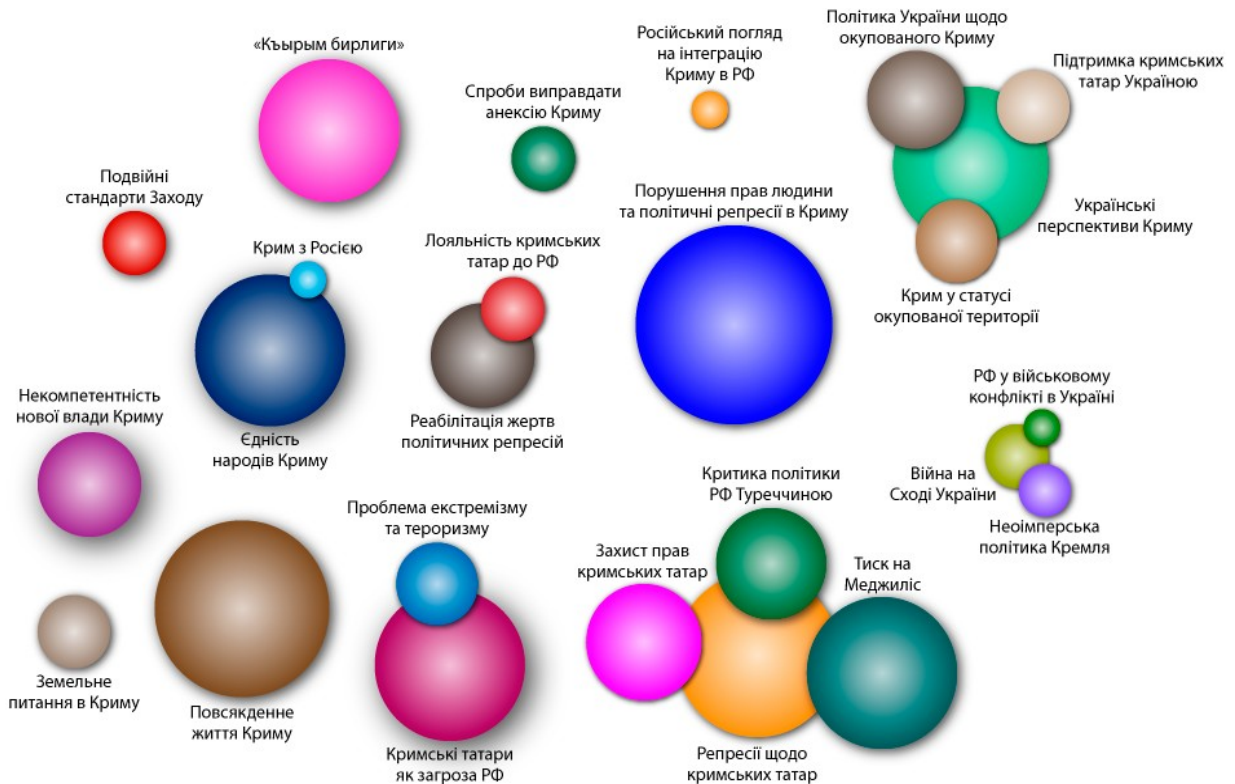 «Къырым бирлиги»
Спроби виправдати
анексію Криму
Російський погляд
на інтеграцію
Криму в РФ
Політика України щодо
окупованого Криму
Підтримка кримських
татар Україною
Подвійні
стандарти Заходу
Крим з Росією
Лояльність кримських
татар до РФ
Порушення прав людини
та політичні репресії в Криму
Українські
перспективи Криму
Крим у статусі
окупованої території
Некомпетентність
нової влади Криму
Єдність
народів Криму
Реабілітація жертв
політичних репресій
РФ у військовому
конфлікті в Україні
Війна на
Сході України
Неоімперська
політика Кремля
Проблема екстремізму
та тероризму
Критика політики
РФ Туреччиною
Захист прав
кримських татар
Тиск на
Меджиліс
Земельне
питання в Криму
Повсякденне
життя Криму
Кримські татари
як загроза РФ
Репресії щодо
кримських татар